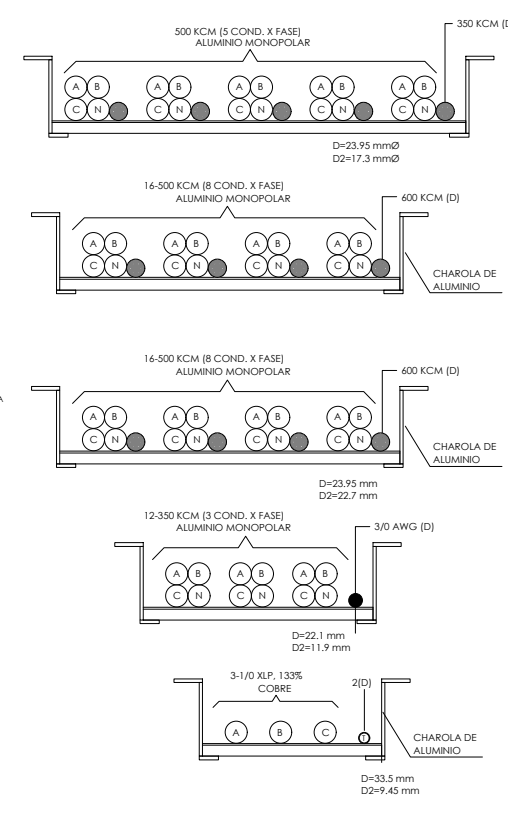 500 KCM (5 COND. X FASE)
ALUMINIO MONOPOLAR
350 KCM (D
A B A B A B A B A B
C N C N C N C N C N
D=23.95 mmØ
D2=17.3 mmØ
16-500 KCM (8 COND. X FASE)
ALUMINIO MONOPOLAR
600 KCM (D)
A B A B A B A B
C N C N C N C N
CHAROLA DE
ALUMINIO
16-500 KCM (8 COND. X FASE)
ALUMINIO MONOPOLAR
600 KCM (D)
A
A B A B A B A B
C N C N C N C N
CHAROLA DE
ALUMINIO
D=23.95 mm
D2=22.7 mm
12-350 KCM (3 COND. X FASE)
ALUMINIO MONOPOLAR
3/0 AWG (D)
A B A B A B
C N C N C N
D=22.1 mm
D2=11.9 mm
3-1/0 XLP, 133%
COBRE
2(D)
A B C
CHAROLA DE
ALUMINIO
D=33.5 mm
D2=9.45 mm